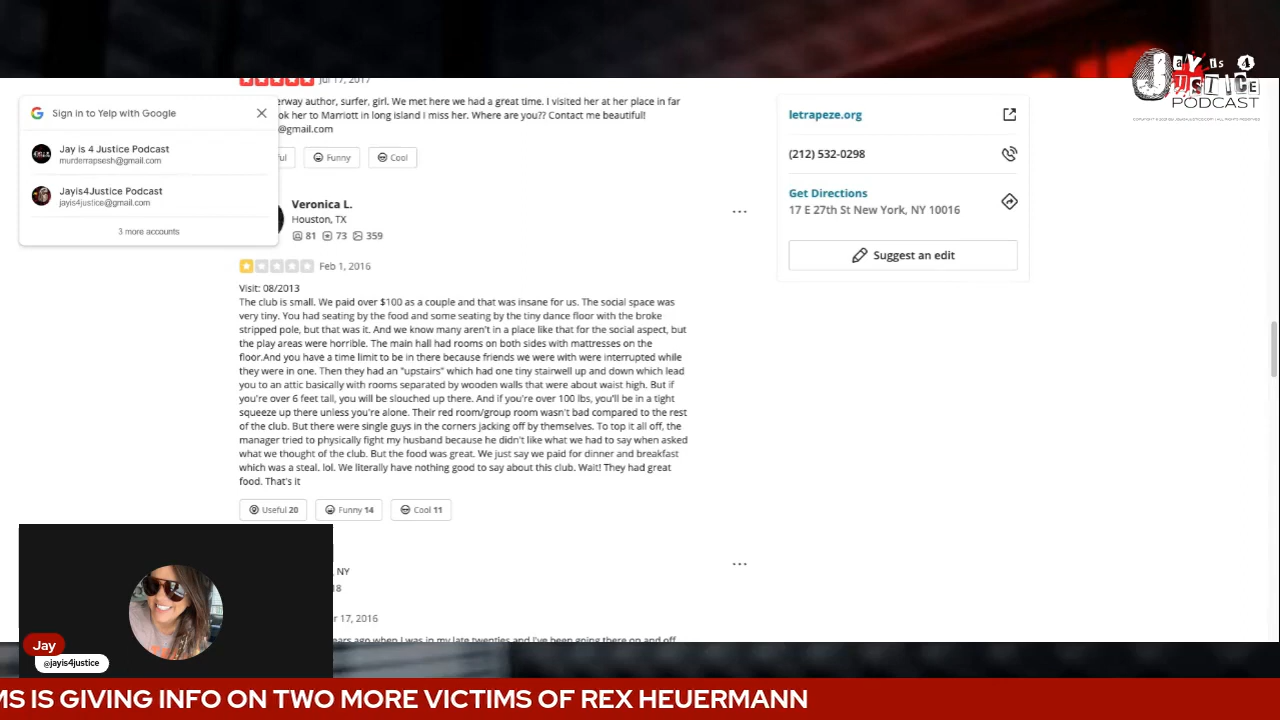 Jay is 4
JUSTICE
PODCAST
Jul 17, 2017
erway author, surfer, girl. We met here we had a great time. I visited her at her place in far
ok her to Marriott in long island i miss her. Where are you?? Contact me beautiful!
@gmail.com
ful
Funny
Cool
Sign in to Yelp with Google
Jay is 4 Justice Podcast
murderrapsesh@gmail.com
Jayis4Justice Podcast
jayis4justice@gmail.com
3 more accounts
letrapeze.org
(212) 532-0298
Get Directions
17 E 27th St New York, NY 10016
Suggest an edit
Veronica L.
Houston, TX
81 73 359
Feb 1, 2016
Visit: 08/2013
The club is small. We paid over $100 as a couple and that was insane for us. The social space was
very tiny. You had seating by the food and some seating by the tiny dance floor with the broke
stripped pole, but that was it. And we know many aren't in a place like that for the social aspect, but
the play areas were horrible. The main hall had rooms on both sides with mattresses on the
floor.And you have a time limit to be in there because friends we were with were interrupted while
they were in one. Then they had an "upstairs" which had one tiny stairwell up and down which lead
you to an attic basically with rooms separated by wooden walls that were about waist high. But if
you're over 6 feet tall, you will be slouched up there. And if you're over 100 lbs, you'll be in a tight
squeeze up there unless you're alone. Their red room/group room wasn't bad compared to the rest
of the club. But there were single guys in the corners jacking off by themselves. To top it all off, the
manager tried to physically fight my husband because he didn't like what we had to say when asked
what we thought of the club. But the food was great. We just say we paid for dinner and breakfast
which was a steal. lol. We literally have nothing good to say about this club. Wait! They had great
food. That's it
Useful 20
Funny 14
Cool 11
, NY
18
r 17, 2016
ears ago when I was in my late twenties and I've been going there on and off
Jay
@jayis4justice
MS IS GIVING INFO ON TWO MORE VICTIMS OF REX HEUERMANN